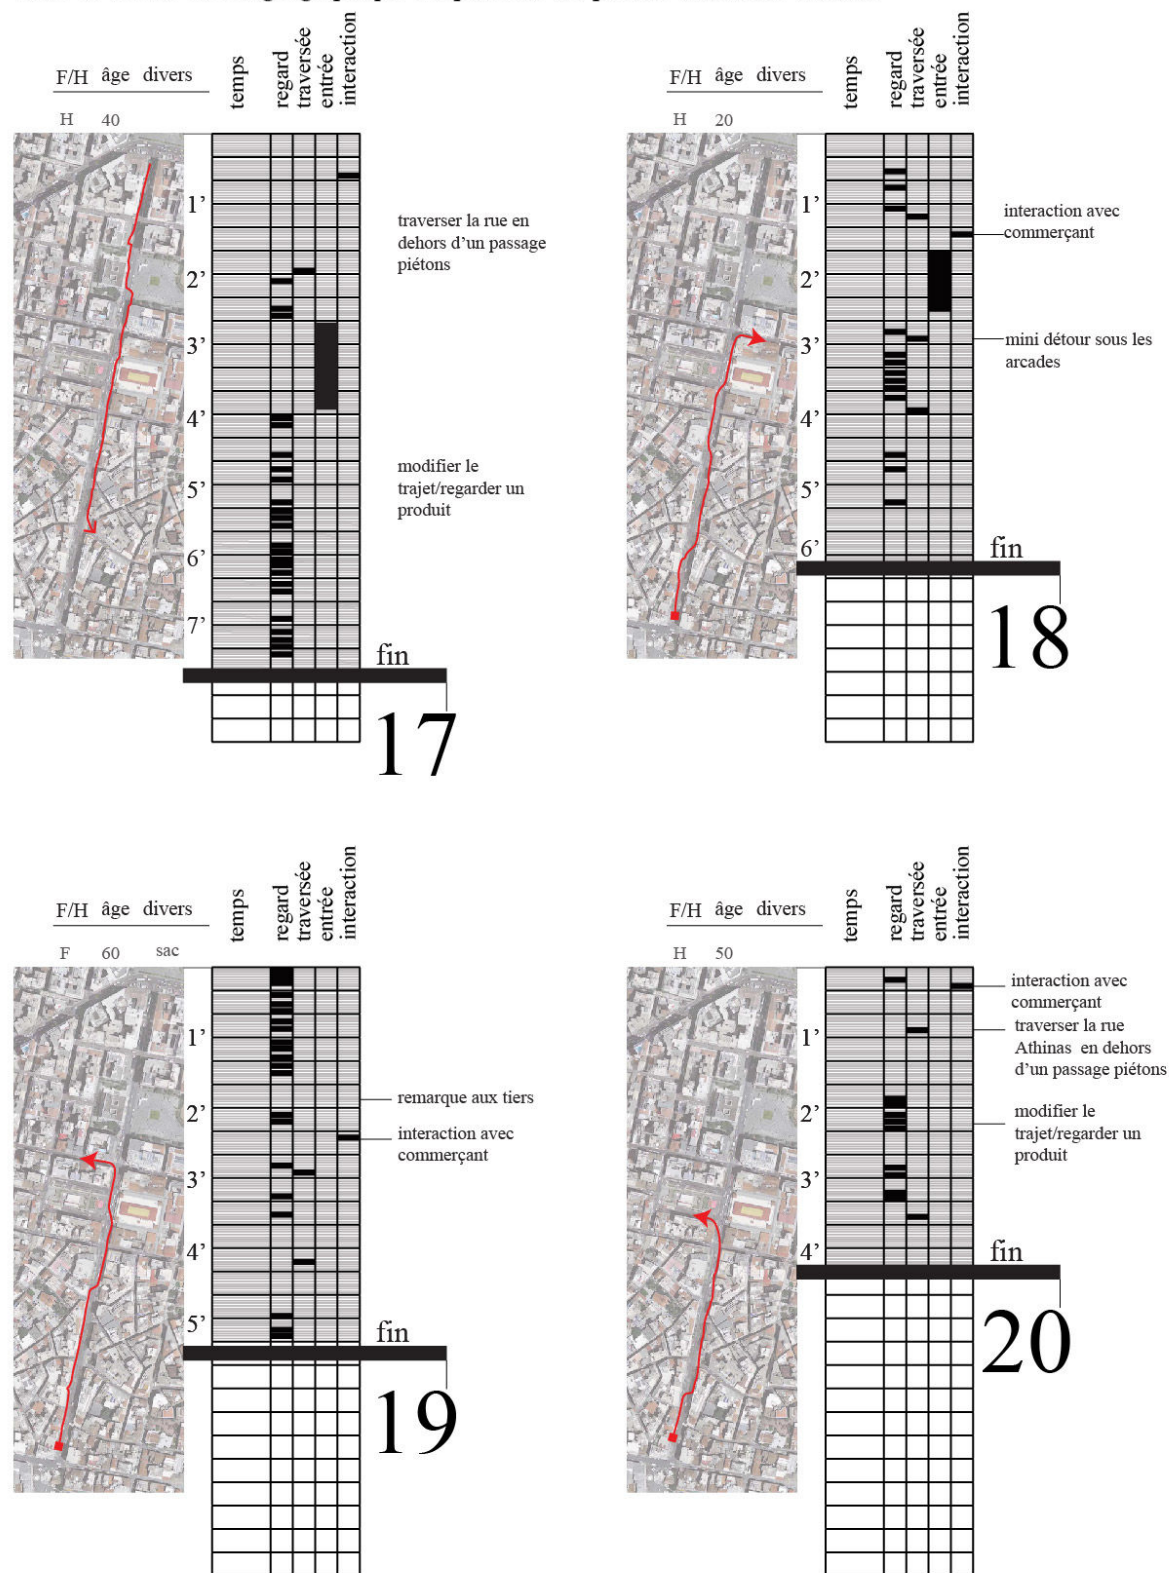 F/H âge divers
temps
regard
traversée
entrée
interaction
H 40
1’
2’
3’
4’
5’
6’
7’
traverser la rue en
dehors d’un passage
piétons
modifier le
trajet/regarder un
produit
fin
17
F/H âge divers
temps
regard
traversée
entrée
interaction
H 20
1’
2’
3’
4’
5’
6’
interaction avec
commerçant
mini détour sous les
arcades
fin
18
F/H âge divers
temps
regard
traversée
entrée
interaction
F 60 sac
1’
2’
3’
4’
5’
remarque aux tiers
interaction avec
commerçant
fin
19
F/H âge divers
temps
regard
traversée
entrée
interaction
H 50
1’
2’
3’
4’
interaction avec
commerçant
traverser la rue
Athinas en dehors
d’un passage piétons
modifier le
trajet/regarder un
produit
fin
20